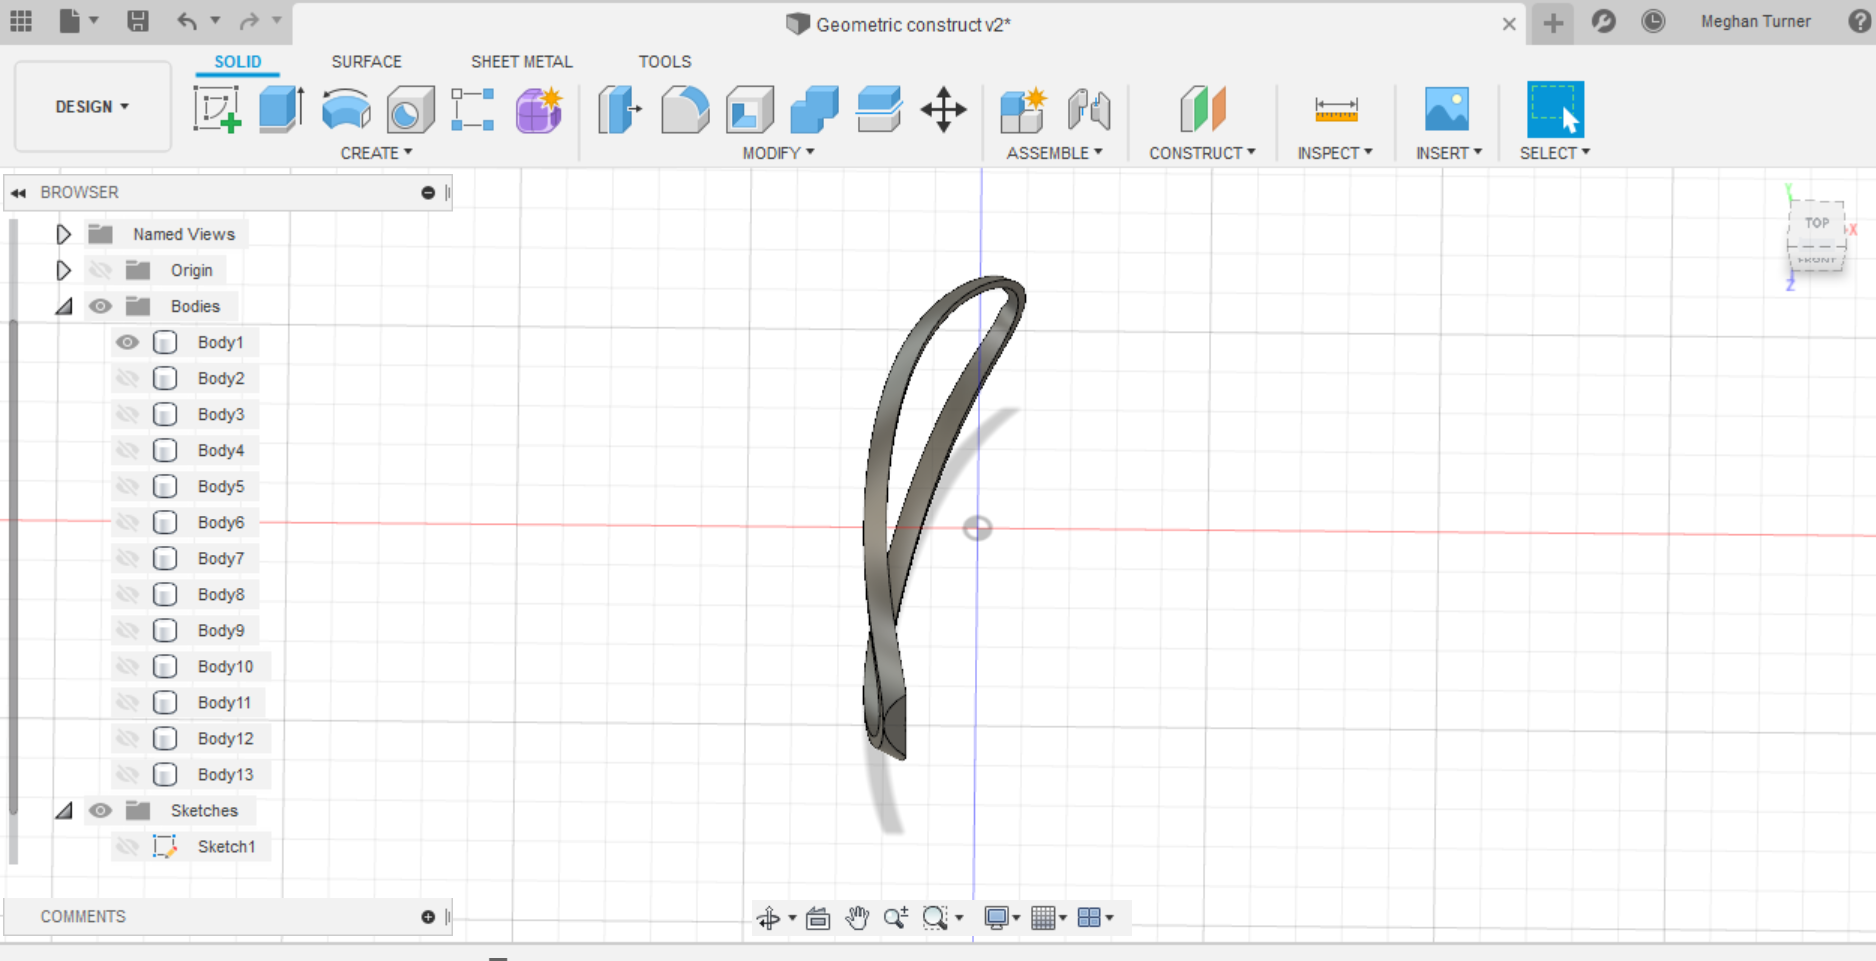 Geometric construct v2*
Meghan Turner
SOLID
SURFACE
SHEET METAL
TOOLS
DESIGN
CREATE
MODIFY
ASSEMBLE
CONSTRUCT
INSPECT
INSERT
SELECT
BROWSER
Named Views
Origin
Bodies
Body1
Body2
Body3
Body4
Body5
Body6
Body7
Body8
Body9
Body10
Body11
Body12
Body13
Sketches
Sketch1
COMMENTS
Y
TOP
X
FRONT
Z